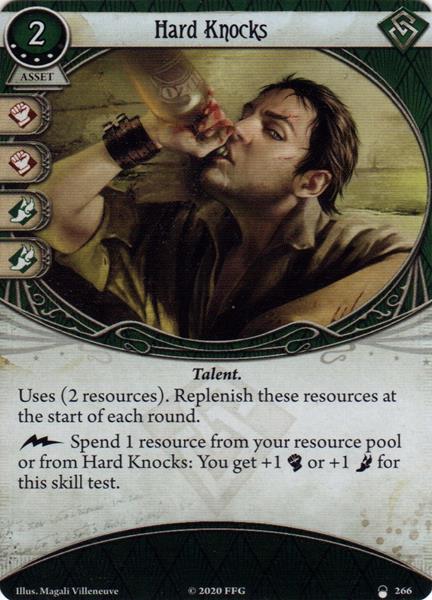 2
Hard Knocks
ASSET
Talent.
Uses (2 resources). Replenish these resources at
the start of each round.
Spend 1 resource from your resource pool
or from Hard Knocks: You get +1 or +1 for
this skill test.
Illus. Magali Villeneuve
© 2020 FFG
266